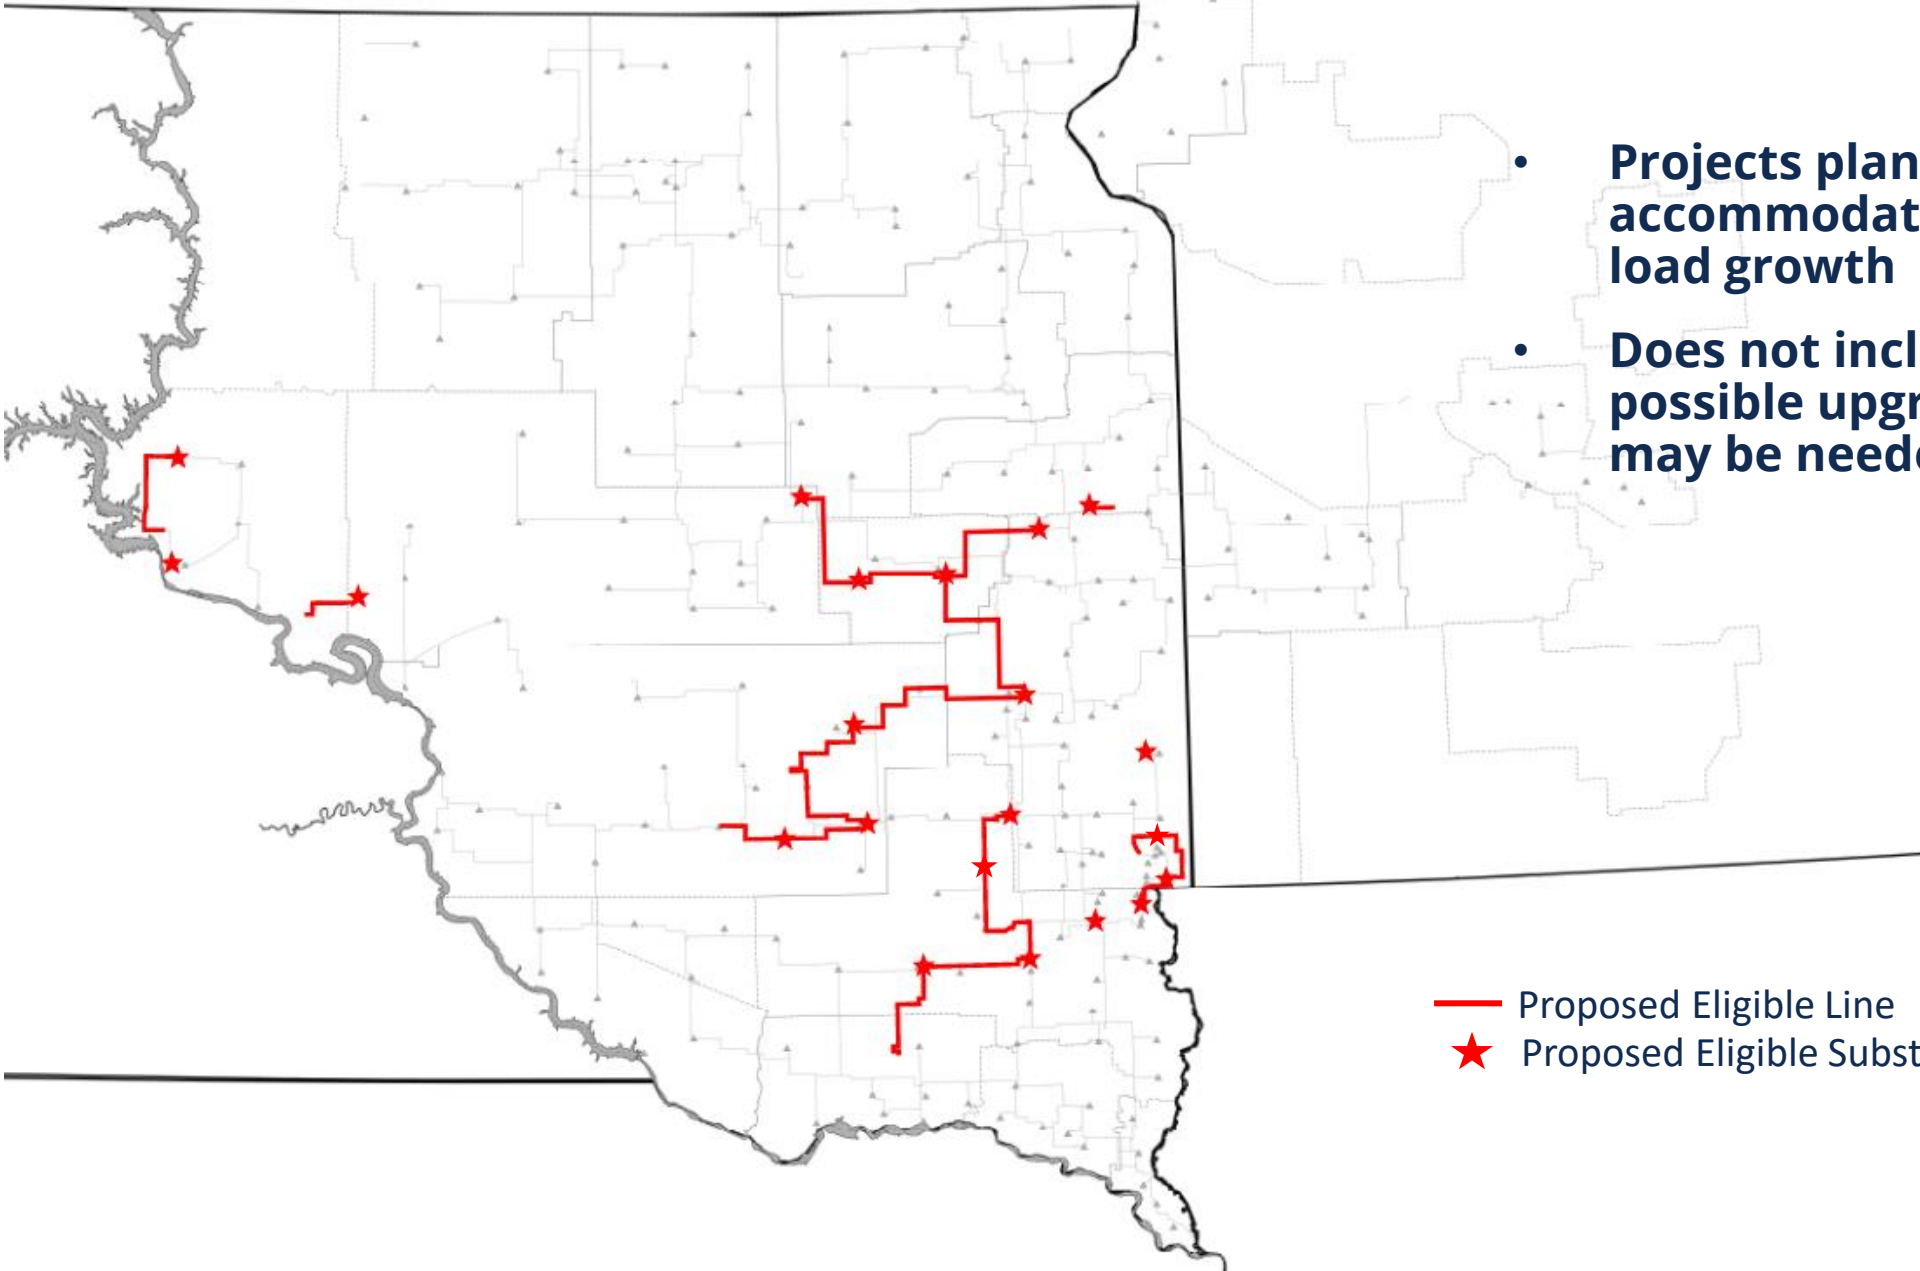 • Projects plan
accommodat
load growth
• Does not incl
possible upgr
may be neede
Proposed Eligible Line
Proposed Eligible Subst